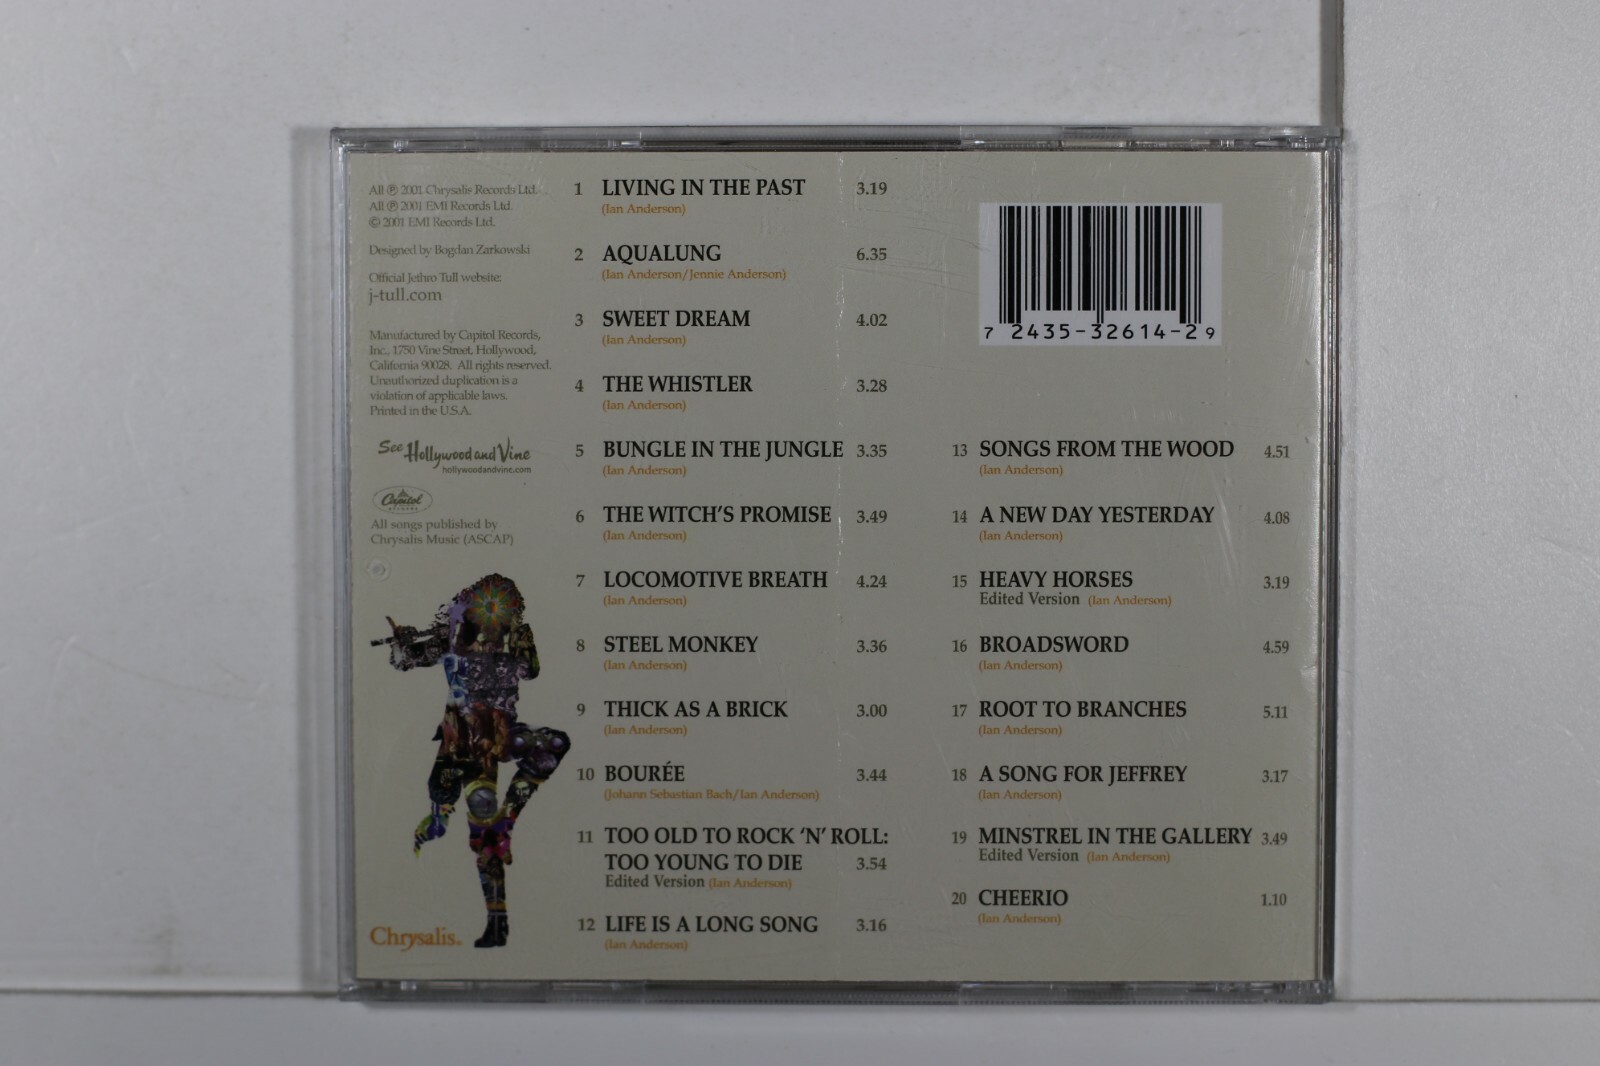 All ℗ 2001 Chrysalis Records Ltd.
All ℗ 2001 EMI Records Ltd.
© 2001 EMI Records Ltd.
Designed by Bogdan Zarkowski
Official Jethro Tull website:
j-tull.com
Manufactured by Capitol Records,
Inc., 1750 Vine Street, Hollywood,
California 90028. All rights reserved.
Unauthorized duplication is a
violation of applicable laws.
Printed in the U.S.A.
See Hollywood and Vine
hollywoodandvine.com
Capitol
RECORDS
All songs published by
Chrysalis Music (ASCAP)
Chrysalis.
1 LIVING IN THE PAST 3.19
(Ian Anderson)
2 AQUALUNG 6.35
(Ian Anderson/Jennie Anderson)
3 SWEET DREAM 4.02
(Ian Anderson)
4 THE WHISTLER 3.28
(Ian Anderson)
5 BUNGLE IN THE JUNGLE 3.35
(Ian Anderson)
6 THE WITCH'S PROMISE 3.49
(Ian Anderson)
7 LOCOMOTIVE BREATH 4.24
(Ian Anderson)
8 STEEL MONKEY 3.36
(Ian Anderson)
9 THICK AS A BRICK 3.00
(Ian Anderson)
10 BOURÉE 3.44
(Johann Sebastian Bach/Ian Anderson)
11 TOO OLD TO ROCK 'N' ROLL:
TOO YOUNG TO DIE 3.54
Edited Version (Ian Anderson)
12 LIFE IS A LONG SONG 3.16
(Ian Anderson)
7 2435-32614-2 9
13 SONGS FROM THE WOOD 4.51
(Ian Anderson)
14 A NEW DAY YESTERDAY 4.08
(Ian Anderson)
15 HEAVY HORSES 3.19
Edited Version (Ian Anderson)
16 BROADSWORD 4.59
(Ian Anderson)
17 ROOT TO BRANCHES 5.11
(Ian Anderson)
18 A SONG FOR JEFFREY 3.17
(Ian Anderson)
19 MINSTREL IN THE GALLERY 3.49
Edited Version (Ian Anderson)
20 CHEERIO 1.10
(Ian Anderson)